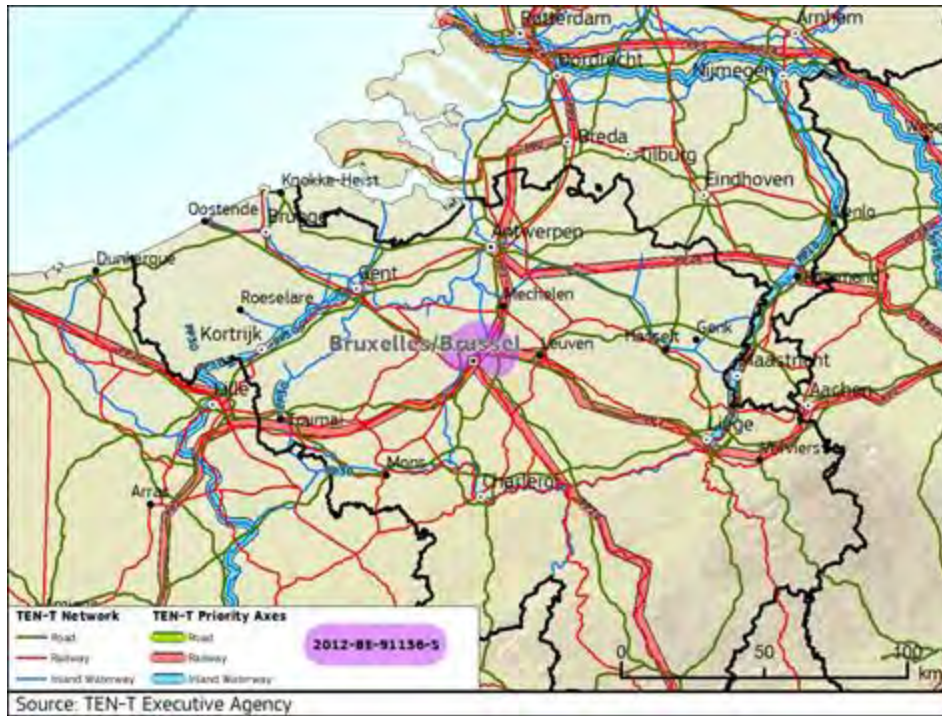 Rotterdam
Arnhem
Dordrecht
Nijmegen
Breda
Tilburg
Wese
Knokke-Heist
Eindhoven
Oostende
Brugge
Venlo
Antwerpen
Dunkerque
Gent
Roeselare
Mechelen
Kortrijk
Hasselt
Genk
Bruxelles/Brussel
Leuven
Maastricht
Lille
Aachen
Tournai
Liège
Verviers
Mons
Arras
Charleroi
TEN-T Network
TEN-T Priority Axes
Road
Road
2012-BE-91136-S
Railway
Railway
Inland Waterway
Inland Waterway
0
50
100
km
Source: TEN-T Executive Agency